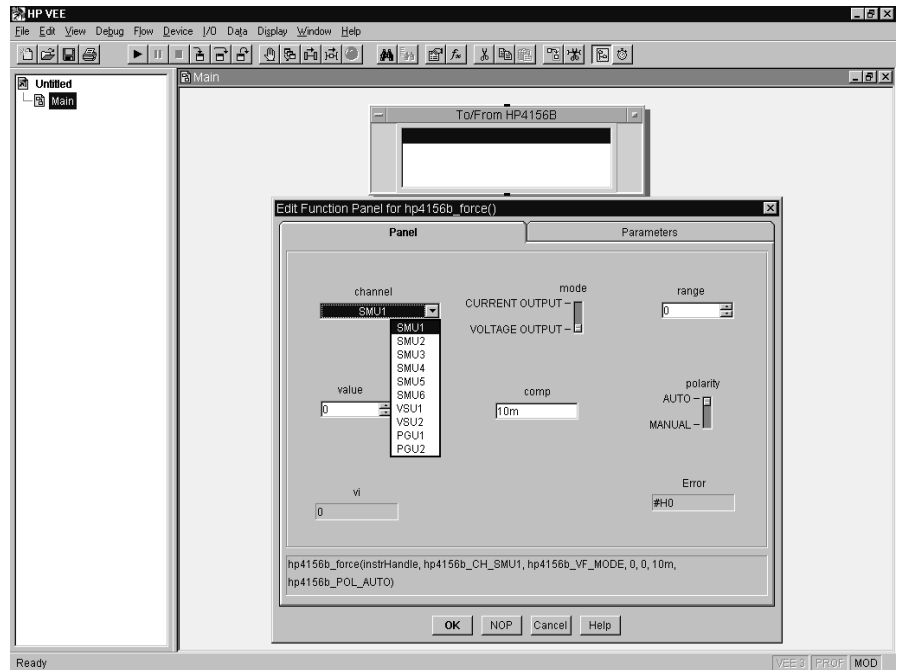 HP VEE
File Edit View Debug Flow Device I/O Data Display Window Help
Untitled
Main
Main
To/From HP4156B
Edit Function Panel for hp4156b_force()
Panel
Parameters
channel
SMU1
SMU1
SMU2
SMU3
SMU4
SMU5
SMU6
VSU1
VSU2
PGU1
PGU2
mode
CURRENT OUTPUT
VOLTAGE OUTPUT
range
0
value
0
comp
10m
polarity
AUTO
MANUAL
vi
0
Error
#H0
hp4156b_force(instrHandle, hp4156b_CH_SMU1, hp4156b_VF_MODE, 0, 0, 10m,
hp4156b_POL_AUTO)
OK NOP Cancel Help
Ready
VEE 3 PROF MOD